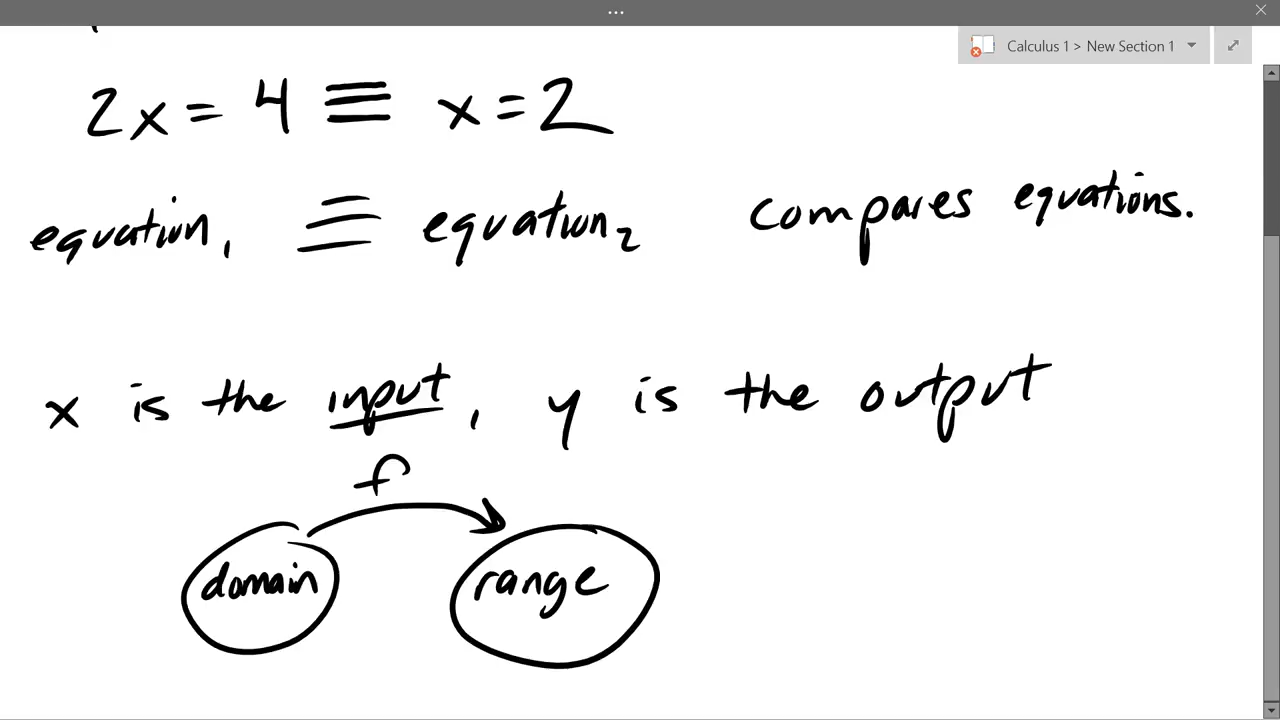 ...
Calculus 1 > New Section 1
2x = 4 ≡ x = 2
equation₁ ≡ equation₂ compares equations.
x is the input, y is the output
f
domain range